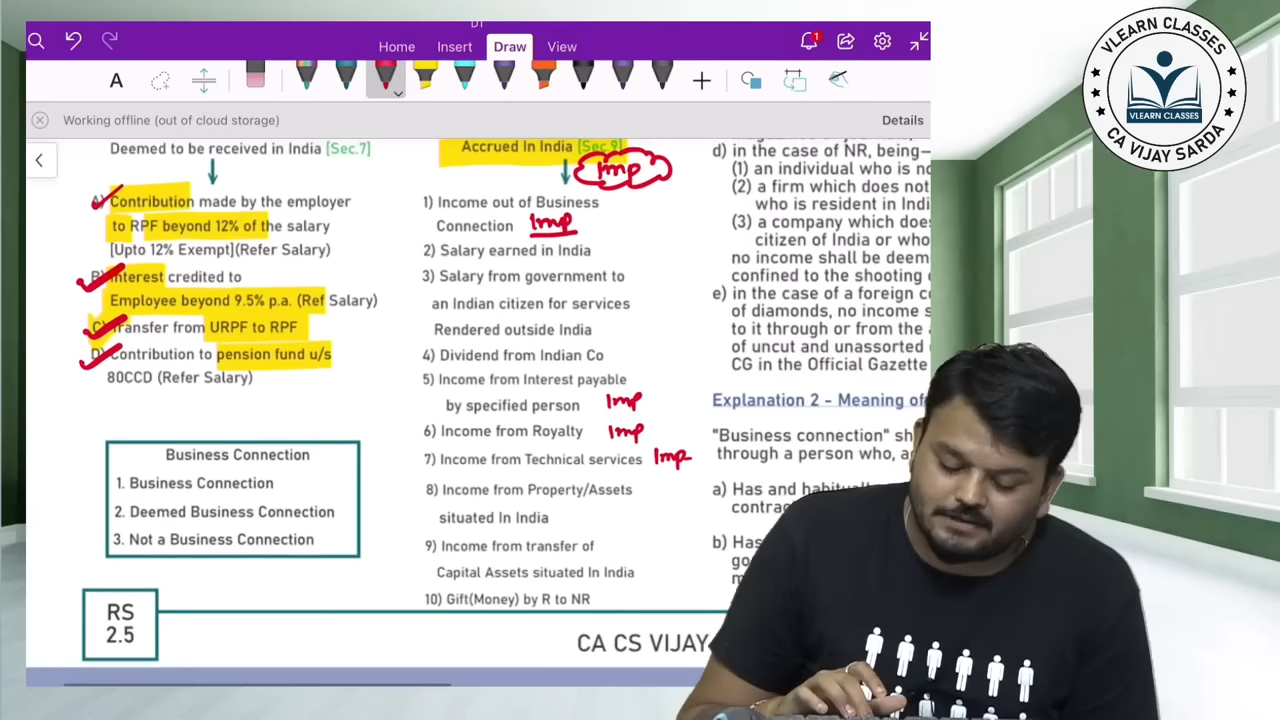 Home Insert Draw View
1
A
Working offline (out of cloud storage)
Details
Deemed to be received in India [Sec.7]
A) Contribution made by the employer
to RPF beyond 12% of the salary
[Upto 12% Exempt](Refer Salary)
B) Interest credited to
Employee beyond 9.5% p.a. (Ref Salary)
C) Transfer from URPF to RPF
D) Contribution to pension fund u/s
80CCD (Refer Salary)
Business Connection
1. Business Connection
2. Deemed Business Connection
3. Not a Business Connection
RS
2.5
Accrued In India [Sec.9]
Imp
1) Income out of Business
Connection Imp
2) Salary earned in India
3) Salary from government to
an Indian citizen for services
Rendered outside India
4) Dividend from Indian Co
5) Income from Interest payable
by specified person Imp
6) Income from Royalty Imp
7) Income from Technical services Imp
8) Income from Property/Assets
situated In India
9) Income from transfer of
Capital Assets situated In India
10) Gift(Money) by R to NR
CA CS VIJAY
d) in the case of NR, being—
(1) an individual who is no
(2) a firm which does not
who is resident in Indi
(3) a company which does
citizen of India or who
no income shall be deem
confined to the shooting
e) in the case of a foreign c
of diamonds, no income s
to it through or from the
of uncut and unassorted
CG in the Official Gazette
Explanation 2 - Meaning of
"Business connection" sh
through a person who, a
a) Has and habitual
contrac
b) Has
go
m
VLEARN CLASSES
VLEARN CLASSES
CA VIJAY SARDA